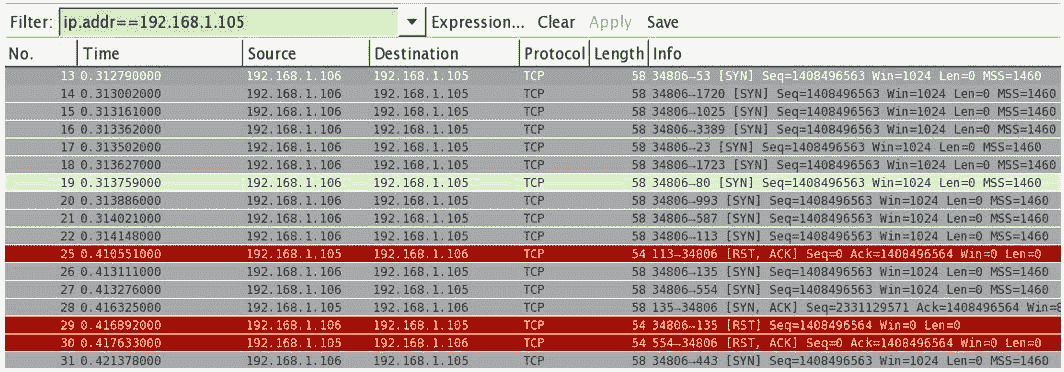 Filter: ip.addr==192.168.1.105 Expression... Clear Apply Save
No. Time Source Destination Protocol Length Info
13 0.312790000 192.168.1.106 192.168.1.105 TCP 58 34806→53 [SYN] Seq=1408496563 Win=1024 Len=0 MSS=1460
14 0.313002000 192.168.1.106 192.168.1.105 TCP 58 34806→1720 [SYN] Seq=1408496563 Win=1024 Len=0 MSS=1460
15 0.313161000 192.168.1.106 192.168.1.105 TCP 58 34806→1025 [SYN] Seq=1408496563 Win=1024 Len=0 MSS=1460
16 0.313362000 192.168.1.106 192.168.1.105 TCP 58 34806→3389 [SYN] Seq=1408496563 Win=1024 Len=0 MSS=1460
17 0.313502000 192.168.1.106 192.168.1.105 TCP 58 34806→23 [SYN] Seq=1408496563 Win=1024 Len=0 MSS=1460
18 0.313627000 192.168.1.106 192.168.1.105 TCP 58 34806→1723 [SYN] Seq=1408496563 Win=1024 Len=0 MSS=1460
19 0.313759000 192.168.1.106 192.168.1.105 TCP 58 34806→80 [SYN] Seq=1408496563 Win=1024 Len=0 MSS=1460
20 0.313886000 192.168.1.106 192.168.1.105 TCP 58 34806→993 [SYN] Seq=1408496563 Win=1024 Len=0 MSS=1460
21 0.314021000 192.168.1.106 192.168.1.105 TCP 58 34806→587 [SYN] Seq=1408496563 Win=1024 Len=0 MSS=1460
22 0.314148000 192.168.1.106 192.168.1.105 TCP 58 34806→113 [SYN] Seq=1408496563 Win=1024 Len=0 MSS=1460
25 0.410551000 192.168.1.105 192.168.1.106 TCP 54 113→34806 [RST, ACK] Seq=0 Ack=1408496564 Win=0 Len=0
26 0.413111000 192.168.1.106 192.168.1.105 TCP 58 34806→135 [SYN] Seq=1408496563 Win=1024 Len=0 MSS=1460
27 0.413276000 192.168.1.106 192.168.1.105 TCP 58 34806→554 [SYN] Seq=1408496563 Win=1024 Len=0 MSS=1460
28 0.416325000 192.168.1.105 192.168.1.106 TCP 58 135→34806 [SYN, ACK] Seq=2331129571 Ack=1408496564 Win=8
29 0.416892000 192.168.1.106 192.168.1.105 TCP 54 34806→135 [RST] Seq=1408496564 Win=0 Len=0
30 0.417633000 192.168.1.105 192.168.1.106 TCP 54 554→34806 [RST, ACK] Seq=0 Ack=1408496564 Win=0 Len=0
31 0.421378000 192.168.1.106 192.168.1.105 TCP 58 34806→443 [SYN] Seq=1408496563 Win=1024 Len=0 MSS=1460